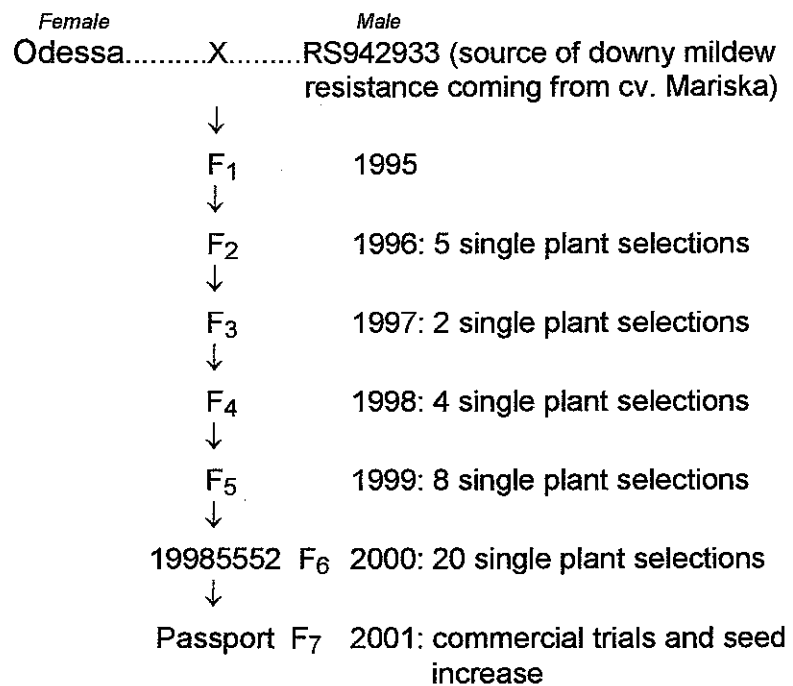 Female Male
Odessa..........X.........RS942933 (source of downy mildew
resistance coming from cv. Mariska)
↓
F1 1995
↓
F2 1996: 5 single plant selections
↓
F3 1997: 2 single plant selections
↓
F4 1998: 4 single plant selections
↓
F5 1999: 8 single plant selections
↓
19985552 F6 2000: 20 single plant selections
↓
Passport F7 2001: commercial trials and seed
increase